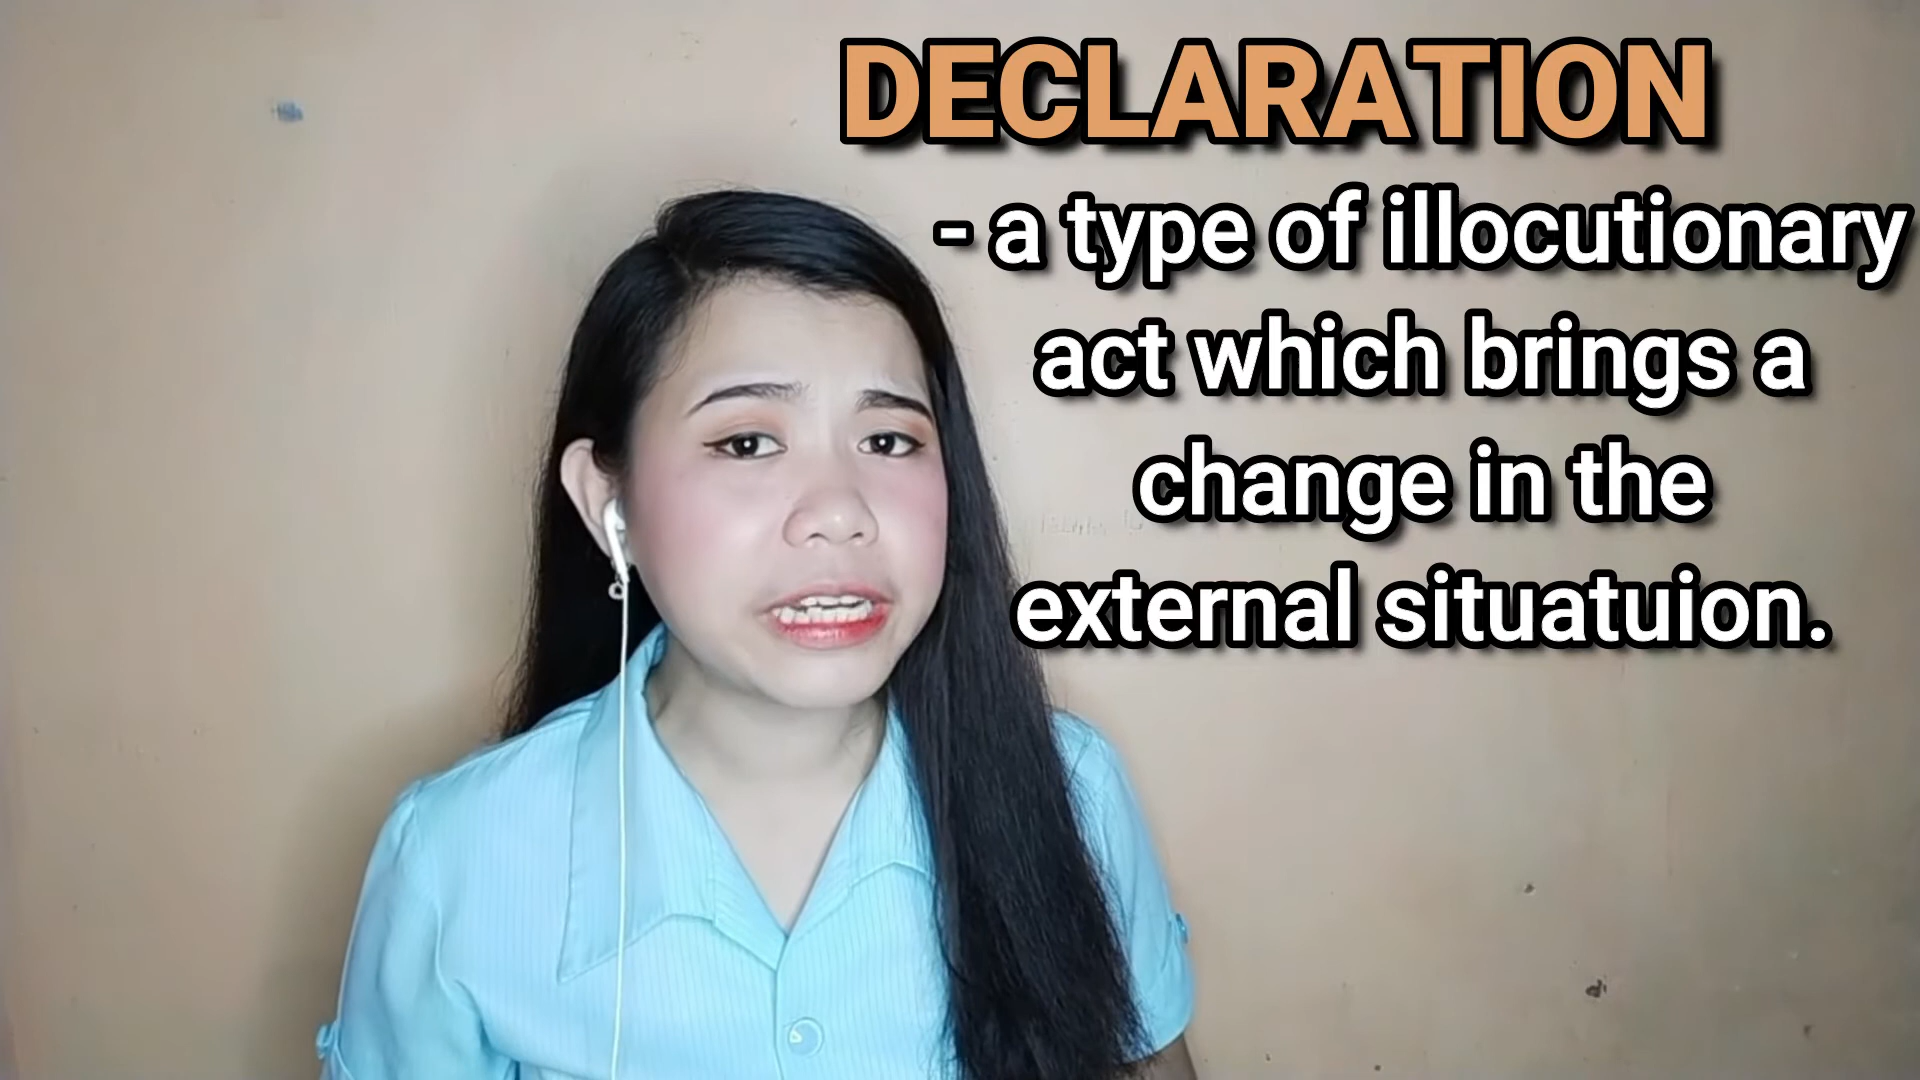 DECLARATION
- a type of illocutionary
act which brings a
change in the
external situatuion.